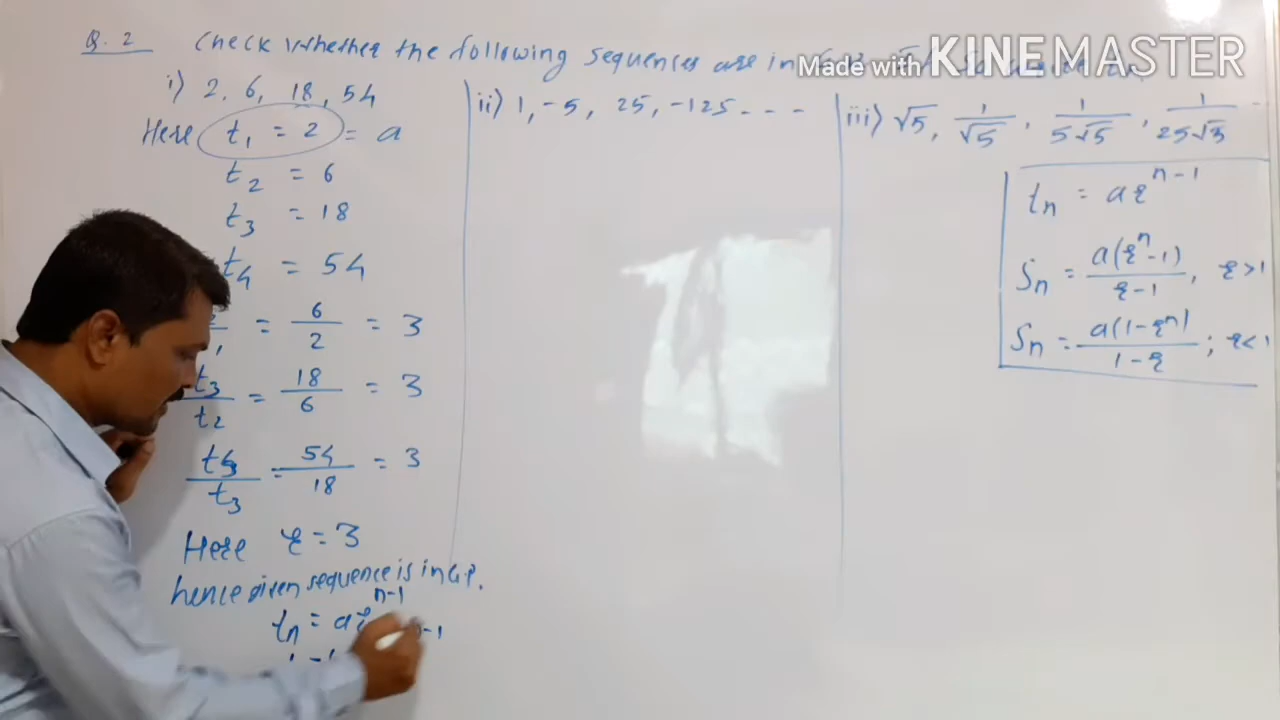 Q.2 Check whether the following sequences are in
Made with KINEMASTER
i) 2, 6, 18, 54
Here t₁ = 2 = a
t₂ = 6
t₃ = 18
t₄ = 54
= 6/2 = 3
t₃/t₂ = 18/6 = 3
t₄/t₃ = 54/18 = 3
Here r = 3
hence given sequence is in G.P.
tₙ = ar^(n-1)
n-1
ii) 1, -5, 25, -125 - - - -
iii) √5, 1/√5, 1/5√5, 1/25√5 --
tₙ = ar^(n-1)
Sₙ = a(rⁿ-1)/r-1, r>1
Sₙ = a(1-rⁿ)/1-r ; r<1